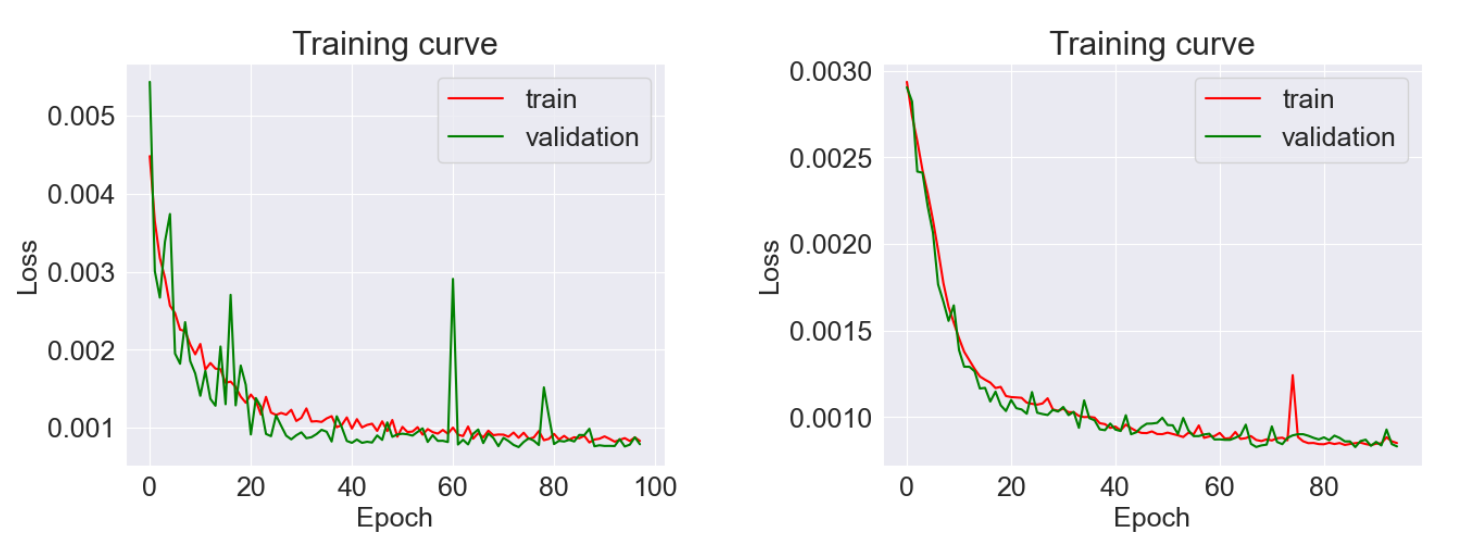 Training curve
train
validation
0.005
0.004
0.003
0.002
0.001
Loss
0 20 40 60 80 100
Epoch
Training curve
train
validation
0.0030
0.0025
0.0020
0.0015
0.0010
Loss
0 20 40 60 80
Epoch